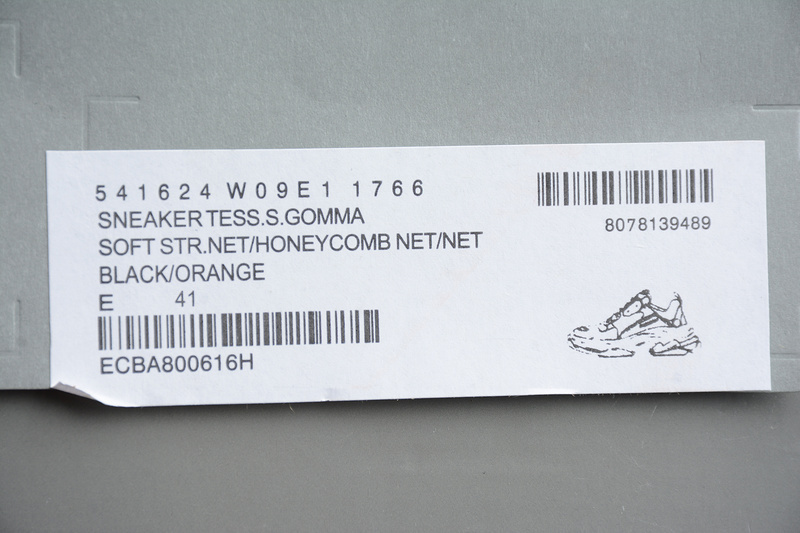 541624 W09E1 1766
SNEAKER TESS.S.GOMMA
SOFT STR.NET/HONEYCOMB NET/NET
BLACK/ORANGE
E 41
ECBA800616H
8078139489